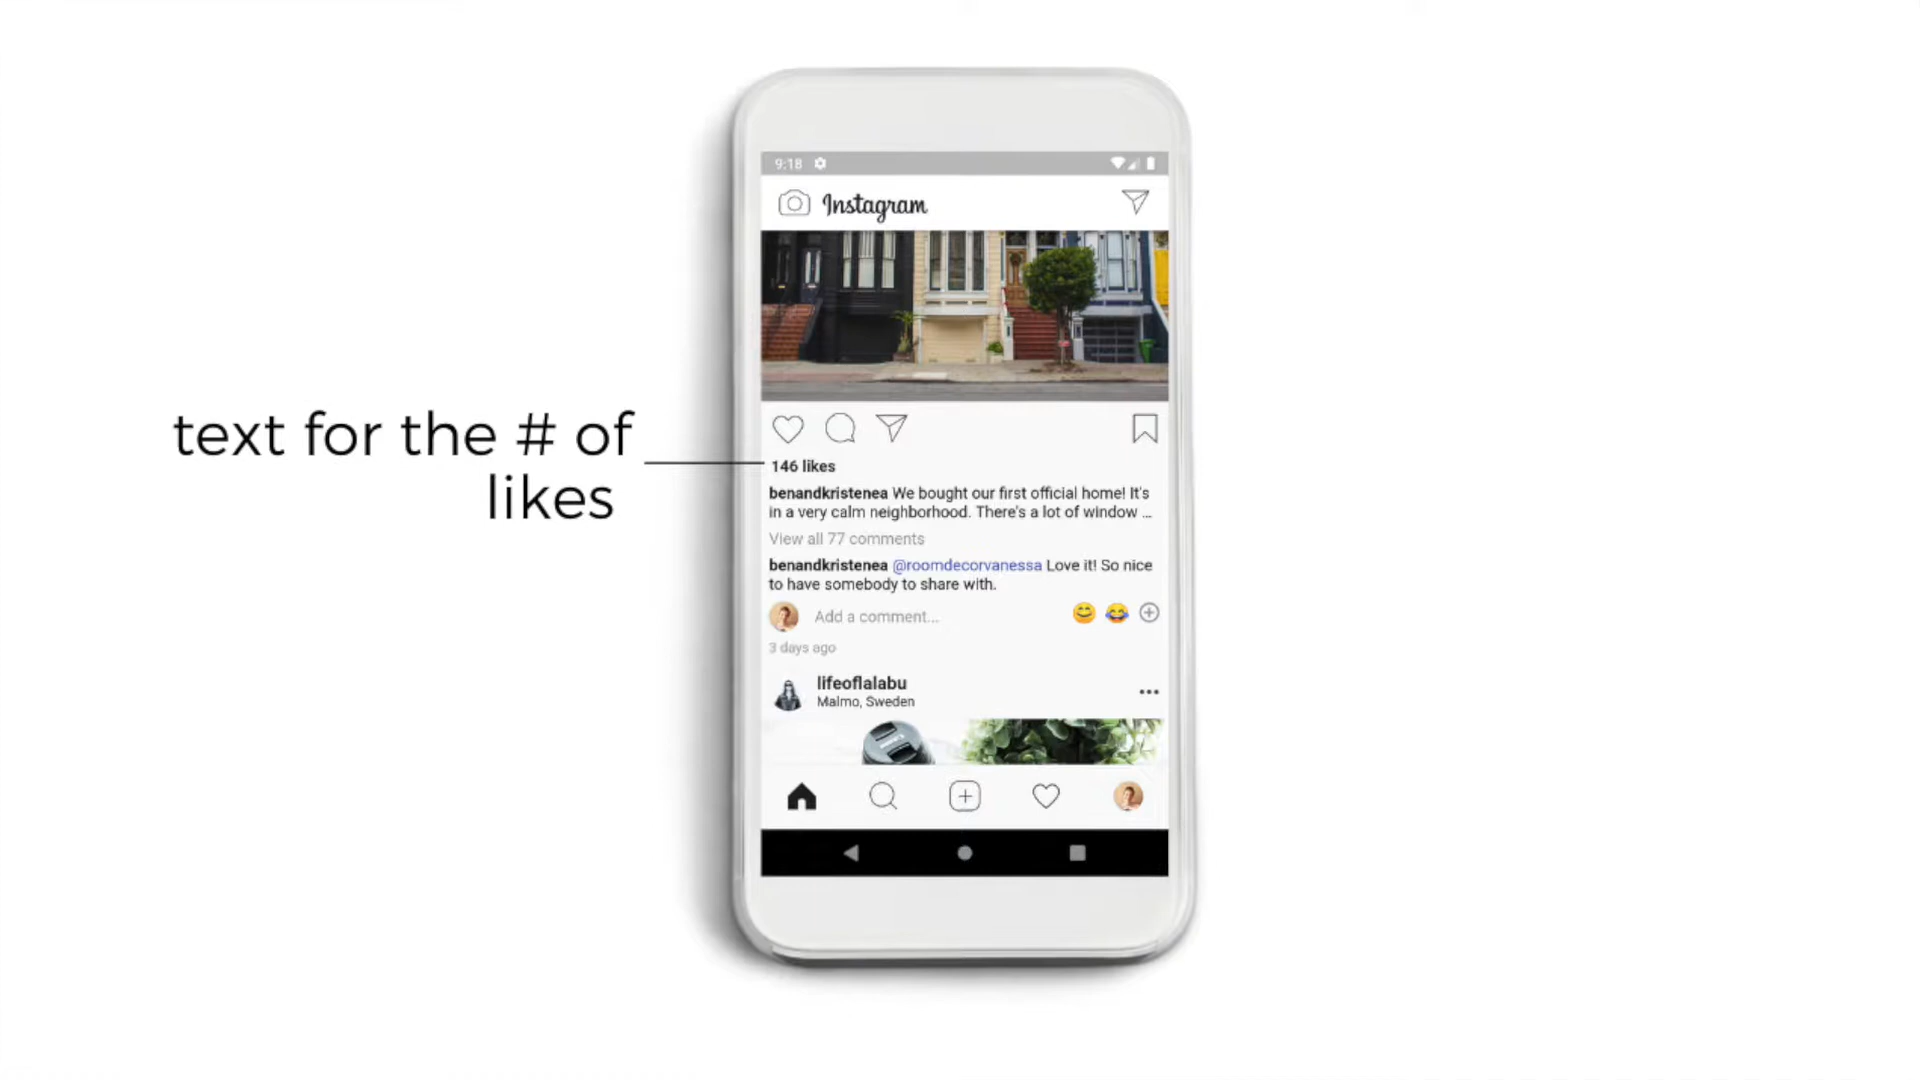 9:18
Instagram
text for the # of
likes
146 likes
benandkristenea We bought our first official home! It's
in a very calm neighborhood. There's a lot of window ...
View all 77 comments
benandkristenea @roomdecorvanessa Love it! So nice
to have somebody to share with.
Add a comment...
3 days ago
lifeoflalabu
Malmo, Sweden